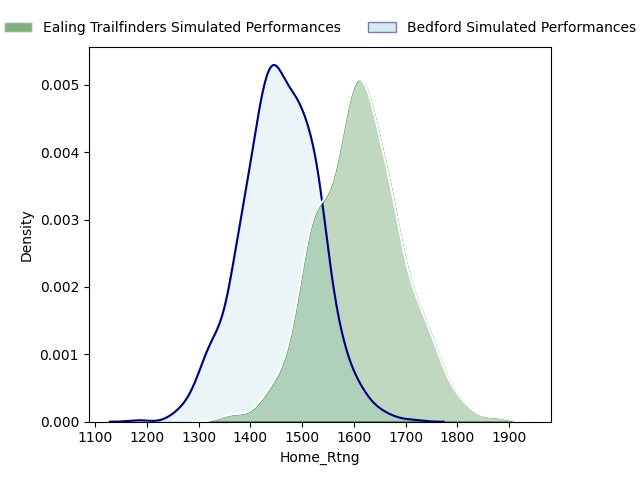 Ealing Trailfinders Simulated Performances Bedford Simulated Performances
0.005
0.004
0.003
0.002
0.001
0.000
Density
1100 1200 1300 1400 1500 1600 1700 1800 1900
Home_Rtng